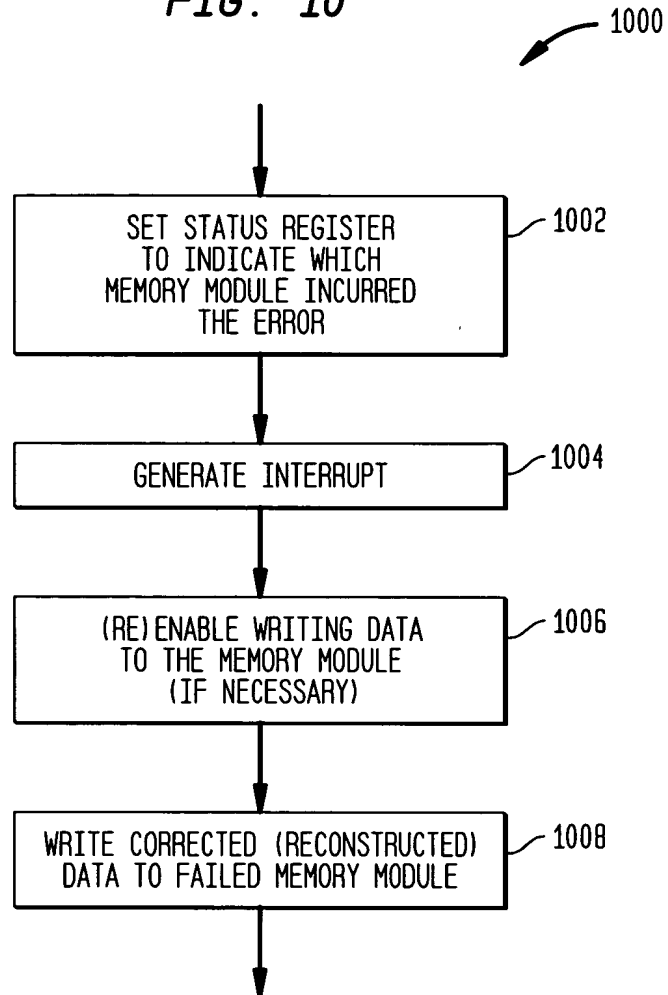 FIG. 10
1000
SET STATUS REGISTER
TO INDICATE WHICH
MEMORY MODULE INCURRED
THE ERROR
1002
GENERATE INTERRUPT
1004
(RE)ENABLE WRITING DATA
TO THE MEMORY MODULE
(IF NECESSARY)
1006
WRITE CORRECTED (RECONSTRUCTED)
DATA TO FAILED MEMORY MODULE
1008